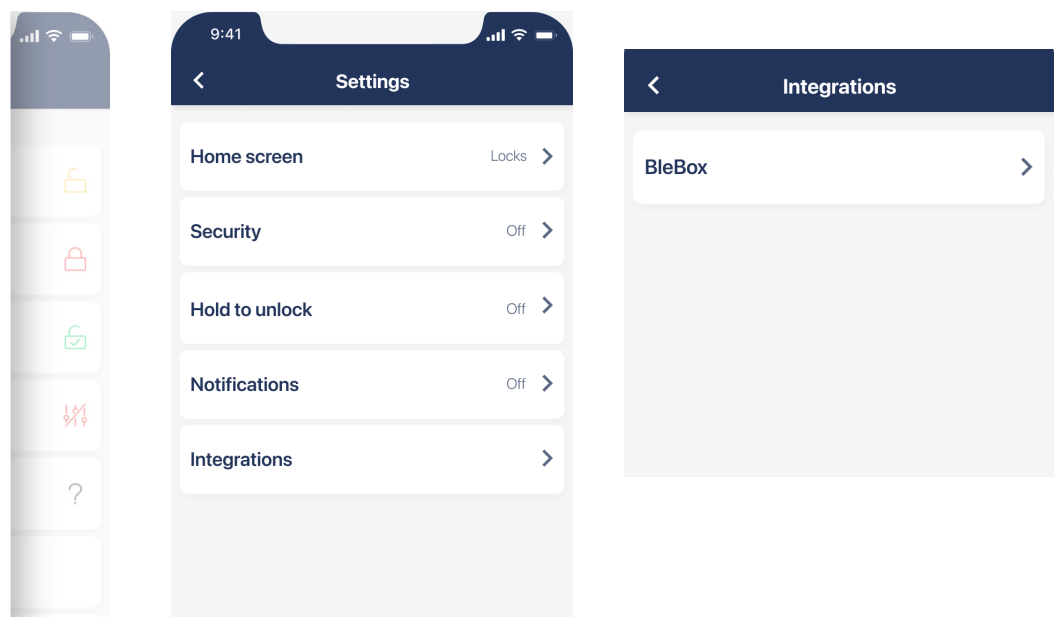 9:41
Settings
Home screen Locks
Security Off
Hold to unlock Off
Notifications Off
Integrations
Integrations
BleBox
?